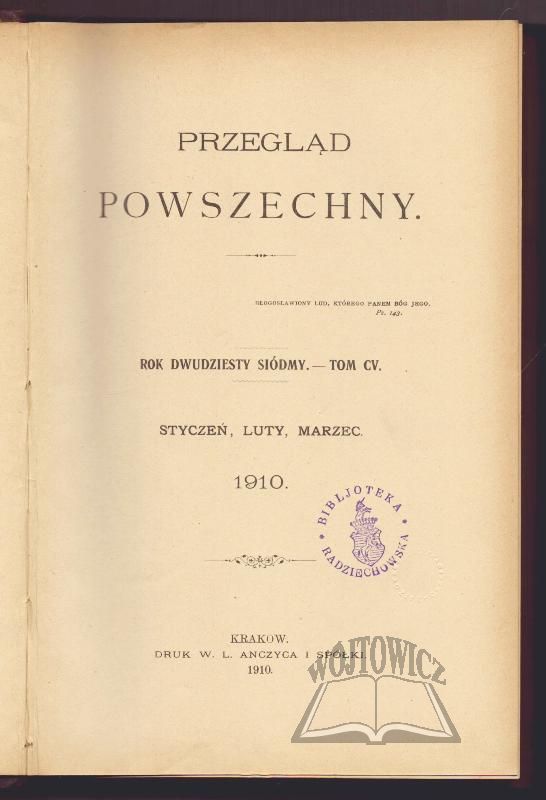 PRZEGLĄD
POWSZECHNY.
BŁOGOSŁAWIONY LUD, KTÓREGO PANEM BÓG JEGO.
Ps. 143.
ROK DWUDZIESTY SIÓDMY. — TOM CV.
STYCZEŃ, LUTY, MARZEC.
1910.
BIBLJOTEKA
RADZIECHOWSKA
KRAKÓW.
DRUK W. L. ANCZYCA I SPÓŁKI.
1910.
WÓJTOWICZ